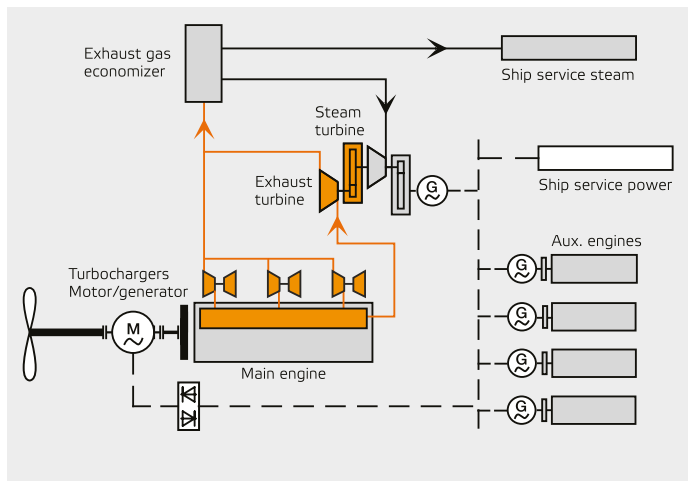 Exhaust gas
economizer
Ship service steam
Steam
turbine
Exhaust
turbine
G
Ship service power
Aux. engines
G
Turbochargers
Motor/generator
M
G
G
Main engine
G